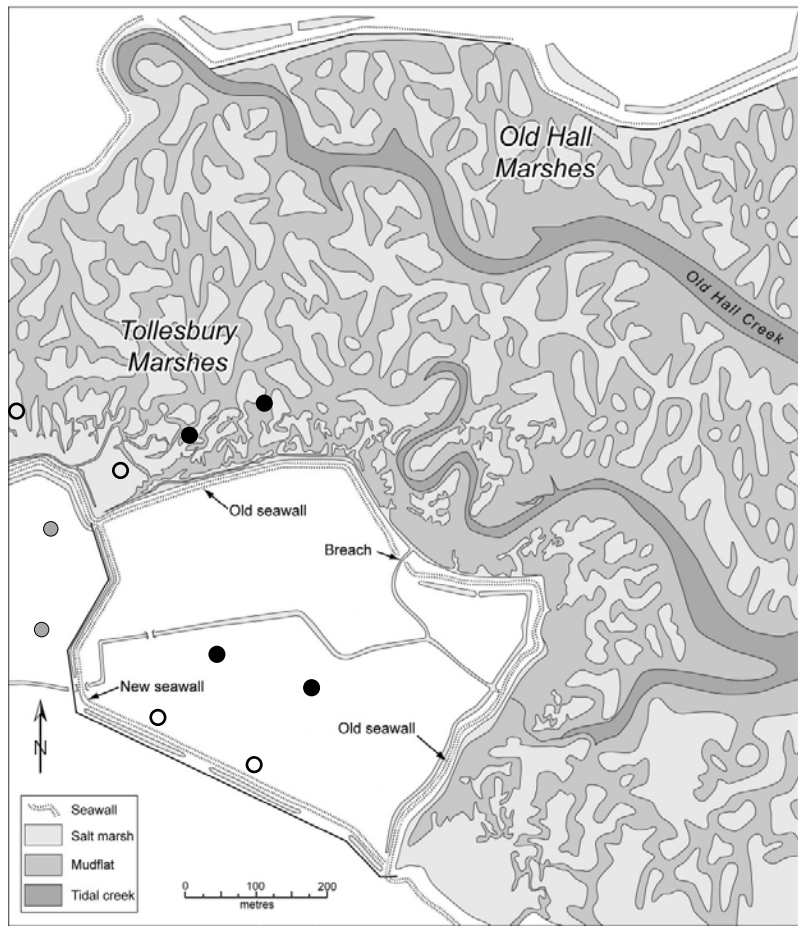 Old Hall
Marshes
Old Hall Creek
Tollesbury
Marshes
Old seawall
Breach
New seawall
Old seawall
N
Seawall
Salt marsh
Mudflat
Tidal creek
0 100 200
metres